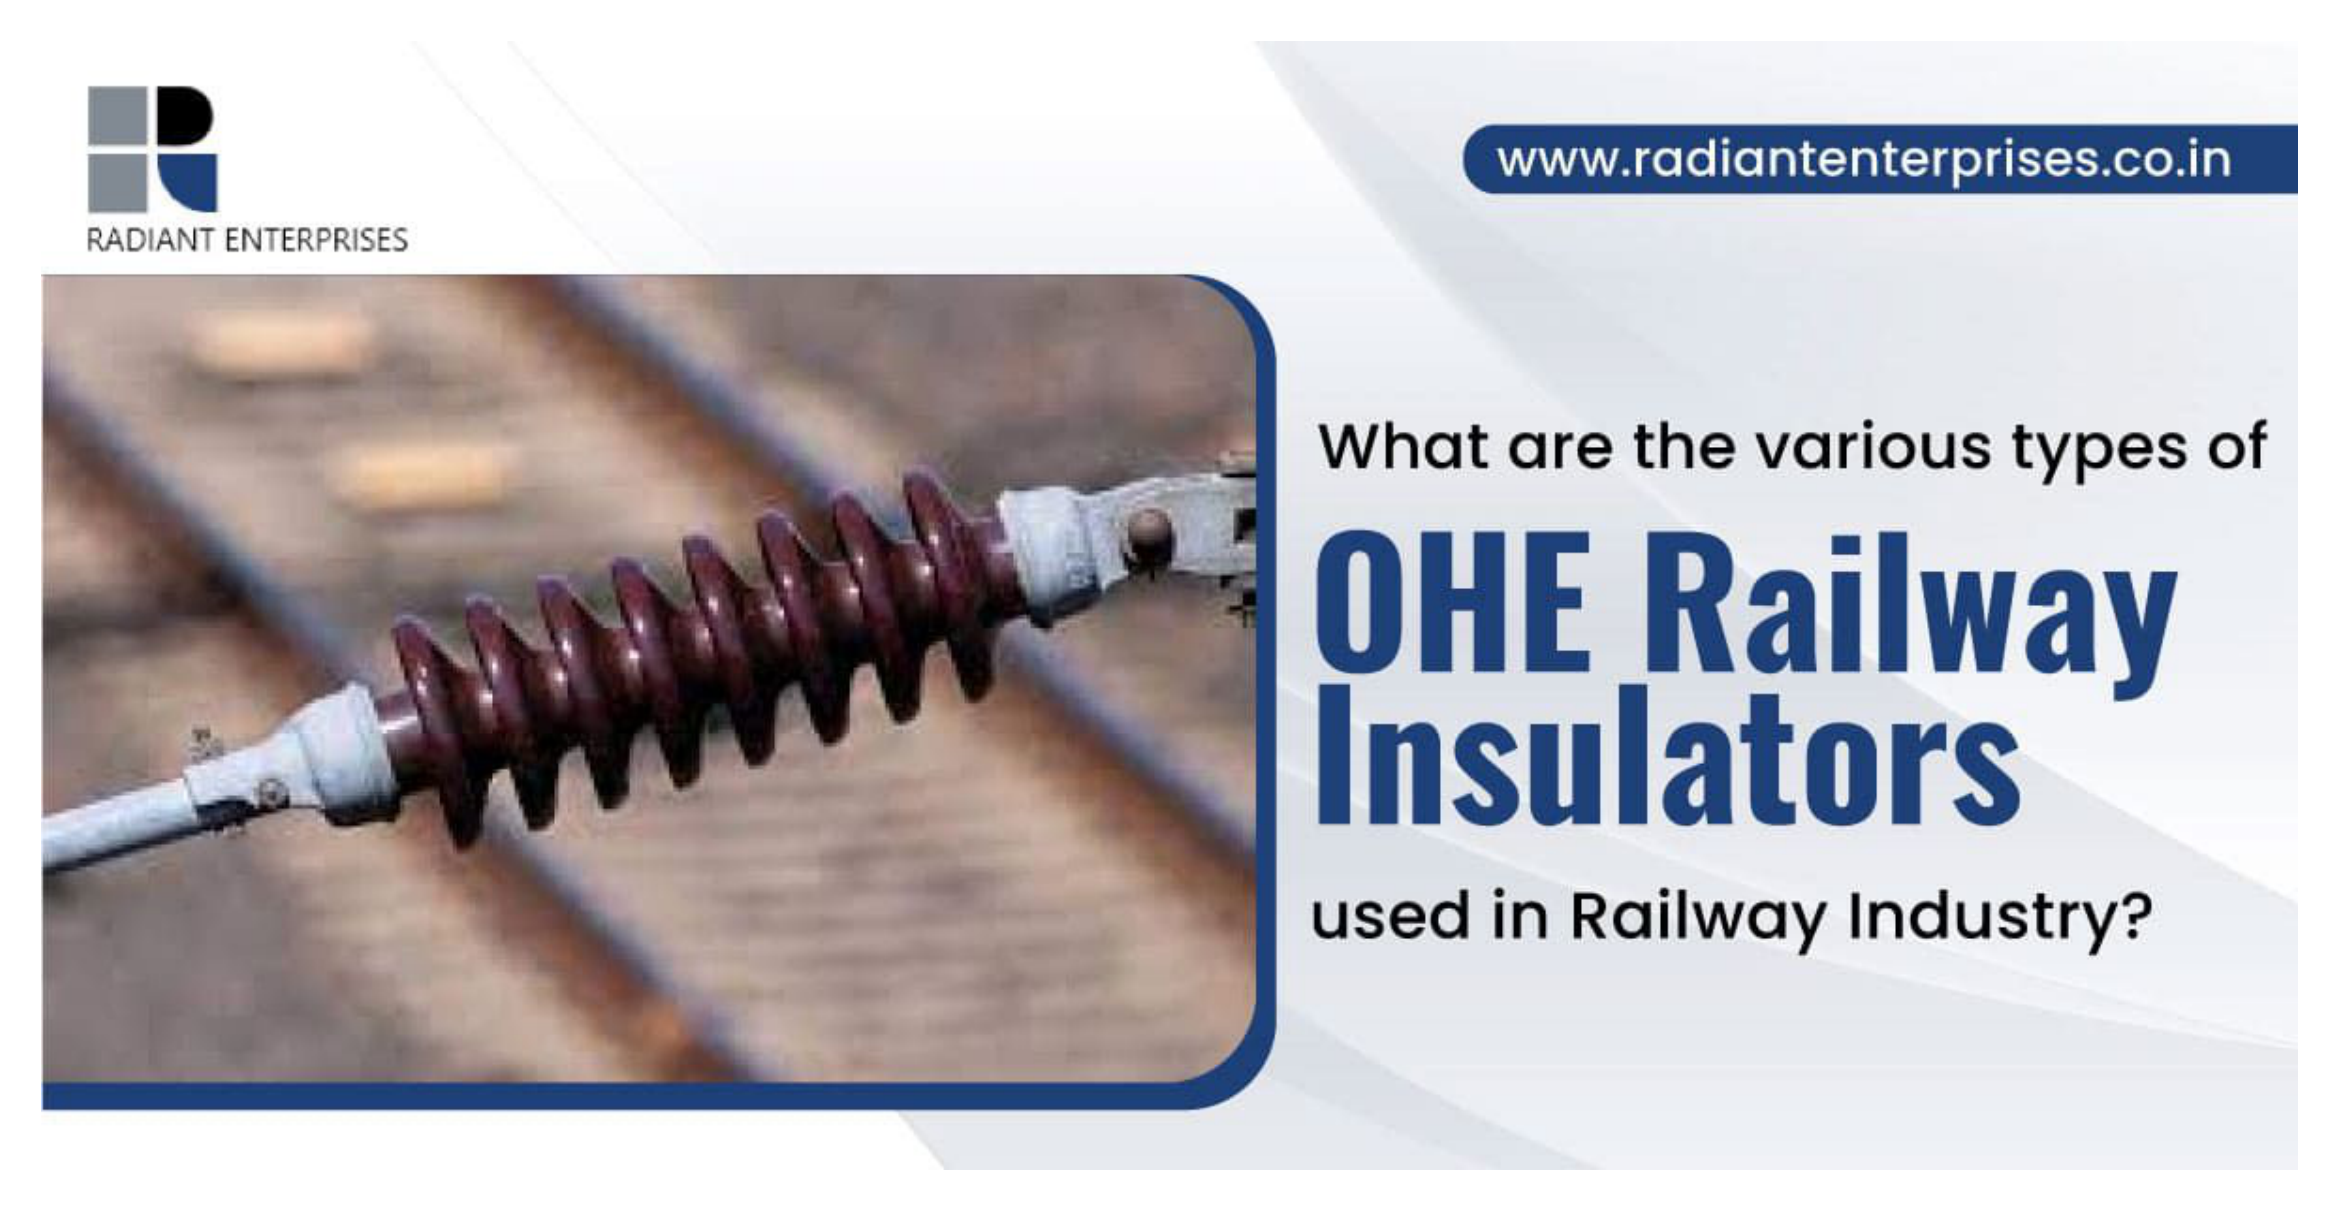 RADIANT ENTERPRISES
www.radiantenterprises.co.in
What are the various types of
OHE Railway
Insulators
used in Railway Industry?